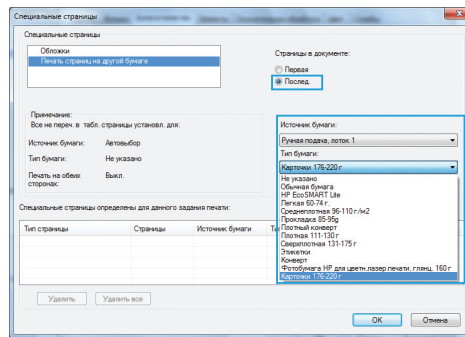 Специальные страницы
Специальные страницы
Обложки
Печать страниц на другой бумаге
Страницы в документе:
Первая
Послед.
Примечание:
Все не переч. в табл. страницы установл. для:
Источник бумаги: Автовыбор
Тип бумаги: Не указано
Печать на обеих сторонах: Выкл.
Источник бумаги:
Ручная подача, лоток 1
Тип бумаги:
Карточки 176-220 г
Не указано
Обычная бумага
HP EcoSMART Lite
Легкая 60-74 г.
Среднеплотная 96-110 г/м2
Прокладка 85-95g
Плотный конверт
Плотная 111-130 г
Сверхплотная 131-175 г
Этикетки
Конверт
Фотобумага HP для цветн.лазер.печати, глянц. 160 г
Карточки 176-220 г
Специальные страницы определены для данного задания печати:
Тип страницы Страницы Источник бумаги
Удалить Удалить все
OK Отмена